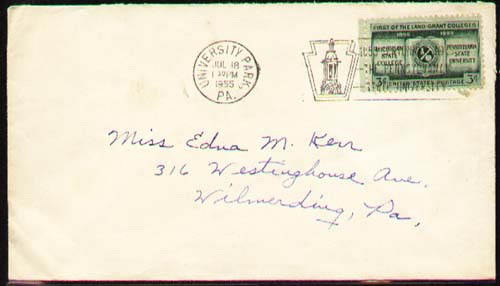 UNIVERSITY PARK,
JUL 18
1 30 PM
1955
PA.
FIRST OF THE LAND-GRANT COLLEGES
1855 1955
MICHIGAN STATE COLLEGE
PENNSYLVANIA STATE UNIVERSITY
3¢ UNITED STATES POSTAGE 3¢
Miss Edna M. Kerr
316 Westinghouse Ave.
Wilmerding, Pa,